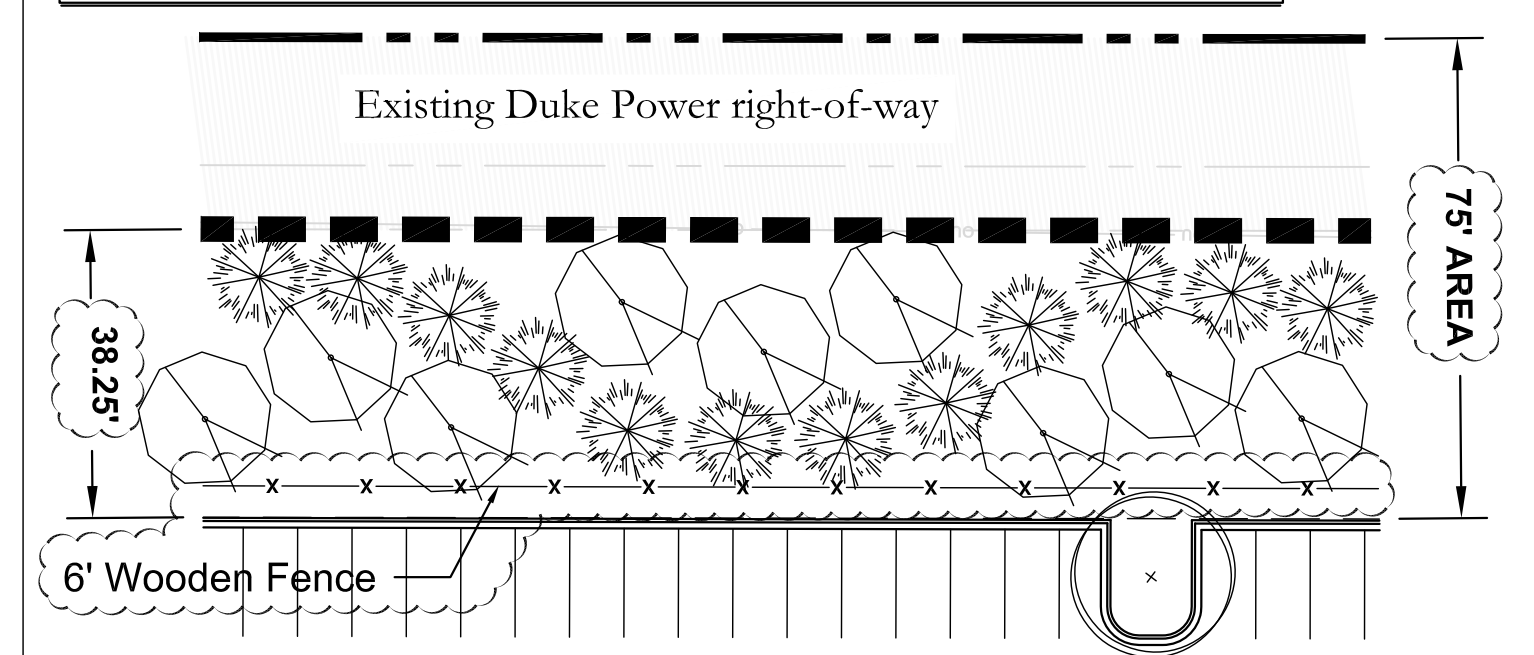 Existing Duke Power right-of-way
75' AREA
38.25'
X X X X X X X X X X X X
6' Wooden Fence